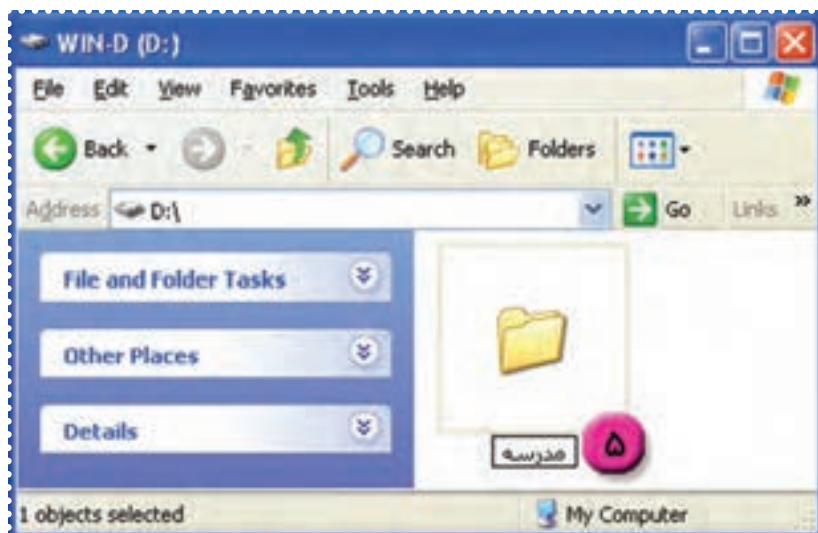 WIN-D (D:)
File Edit View Favorites Tools Help
Back Search Folders
Address D:\ Go Links »
File and Folder Tasks
Other Places
Details
مدرسه
۵
1 objects selected My Computer